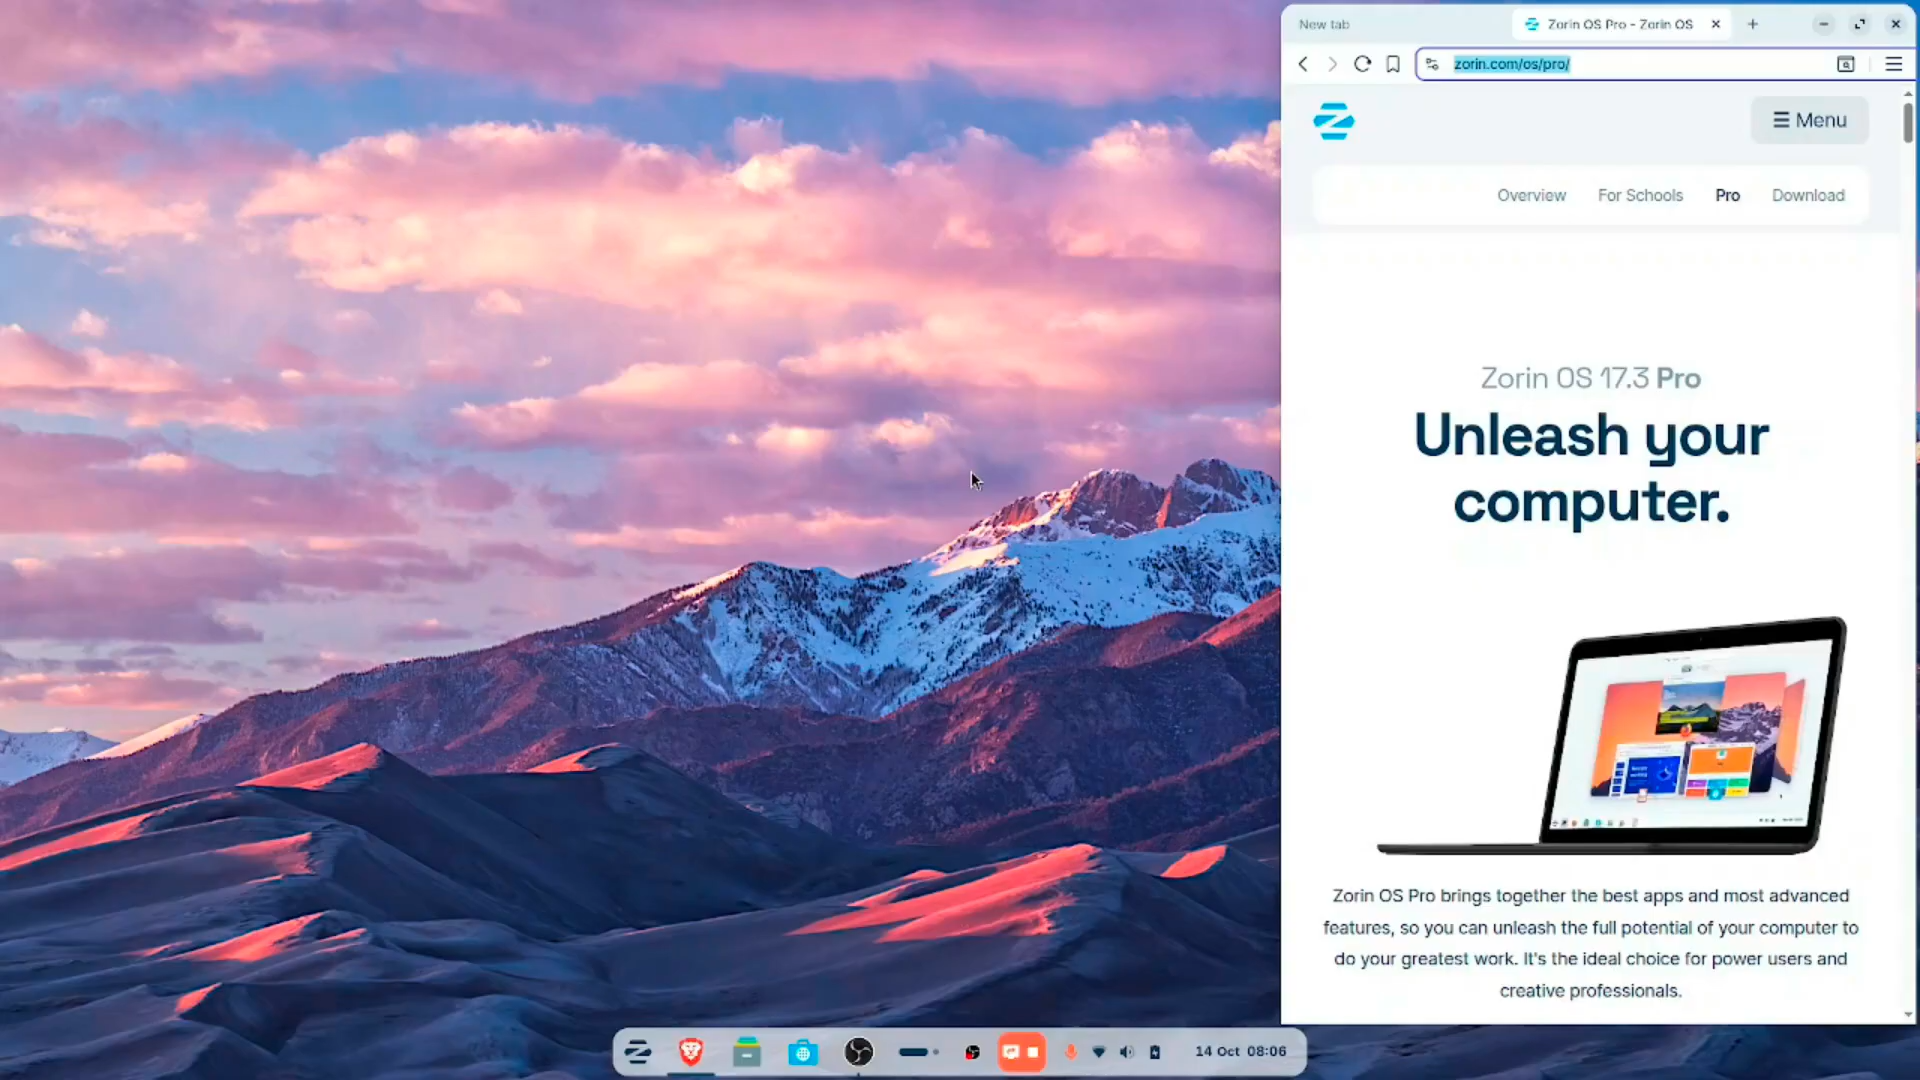 New tab
Zorin OS Pro - Zorin OS
zorin.com/os/pro/
Menu
Overview For Schools Pro Download
Zorin OS 17.3 Pro
Unleash your
computer.
Zorin OS Pro brings together the best apps and most advanced
features, so you can unleash the full potential of your computer to
do your greatest work. It's the ideal choice for power users and
creative professionals.
14 Oct 08:06